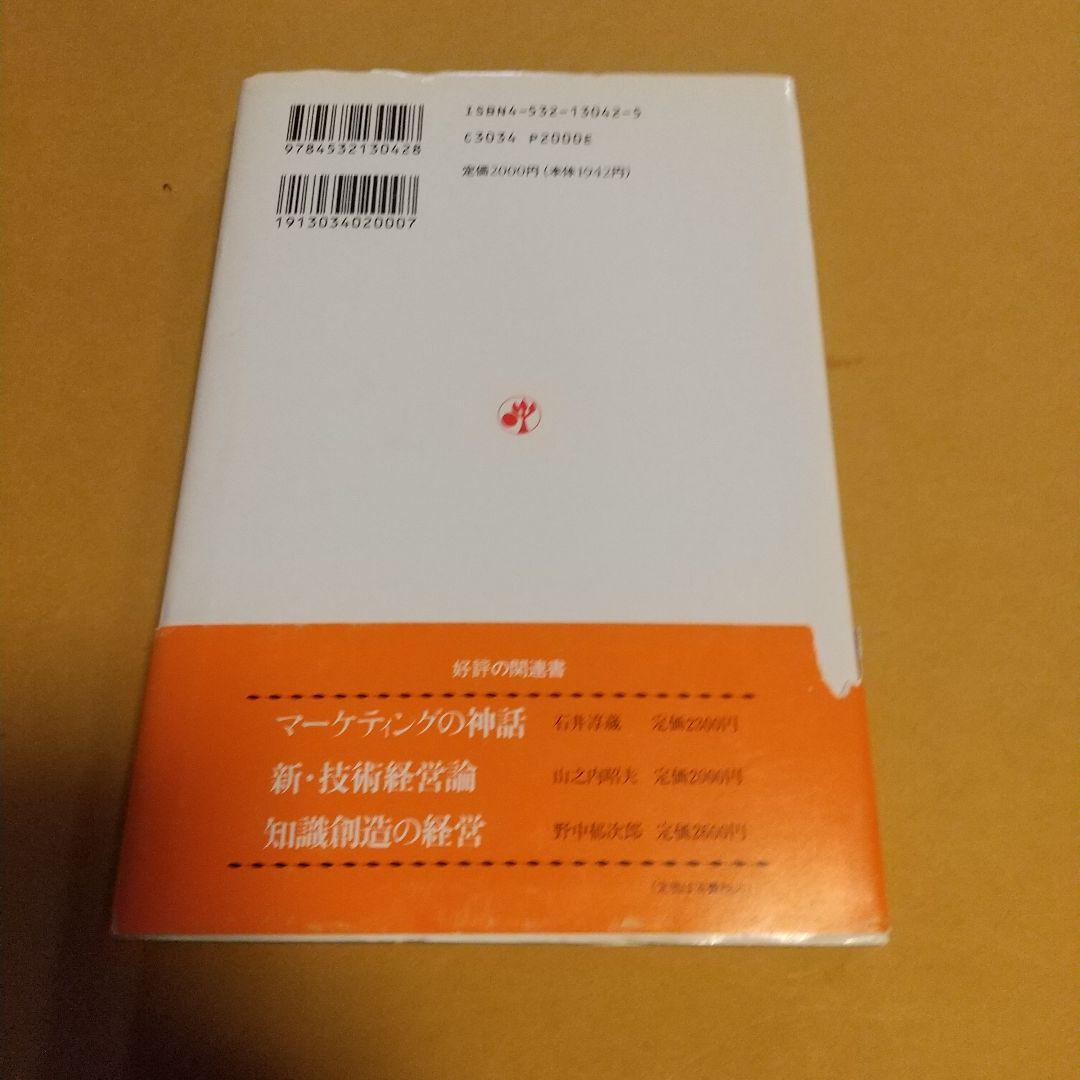 ISBN4-532-13042-5
C3034 P2000E
定価2000円(本体1942円)
9784532130428
1913034020007
好評の関連書
マーケティングの神話 石井淳蔵 定価2300円
新・技術経営論 山之内昭夫 定価2000円
知識創造の経営 野中郁次郎 定価2600円